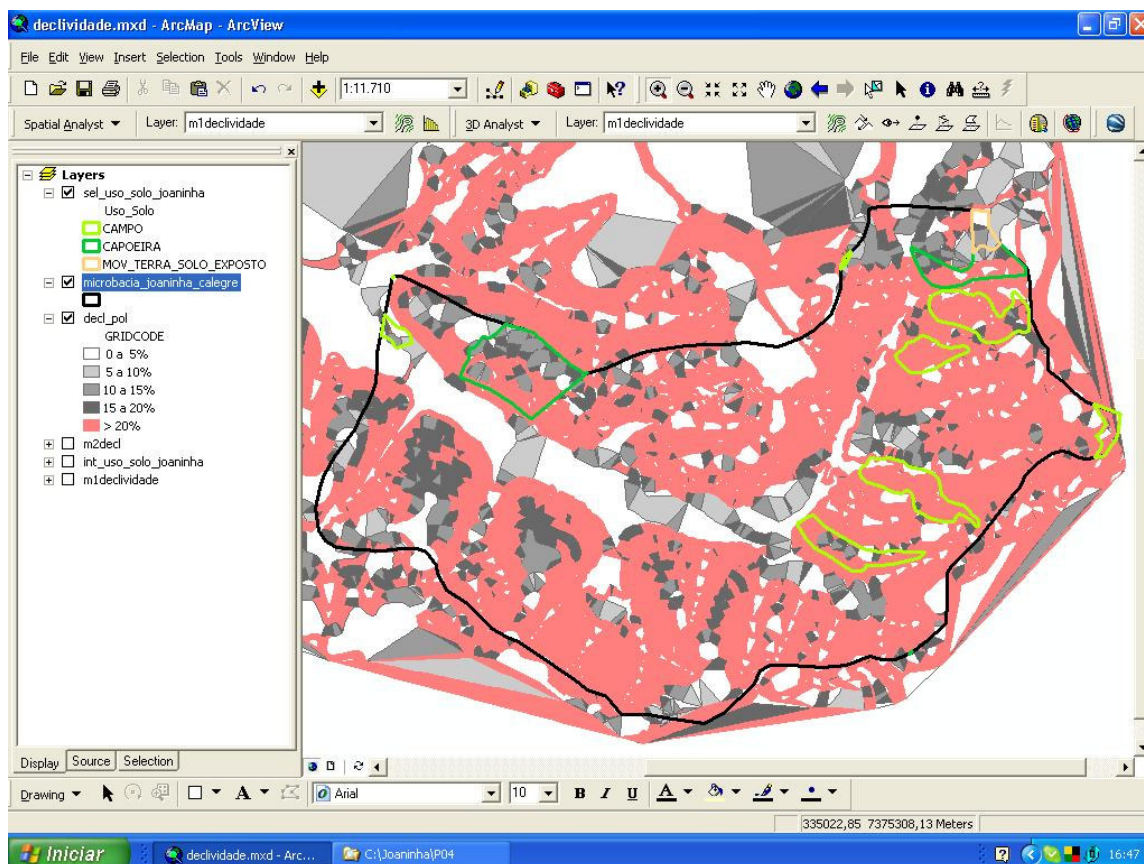 declividade.mxd - ArcMap - ArcView
File Edit View Insert Selection Tools Window Help
1:11.710
Spatial Analyst Layer: m1declividade 3D Analyst Layer: m1declividade
Layers
sel_uso_solo_joaninha
Uso_Solo
CAMPO
CAPOEIRA
MOV_TERRA_SOLO_EXPOSTO
microbacia_joaninha_calegre
decl_pol
GRIDCODE
0 a 5%
5 a 10%
10 a 15%
15 a 20%
> 20%
m2decl
int_uso_solo_joaninha
m1declividade
Display Source Selection
Drawing A Arial 10 B I U A
335022,85 7375308,13 Meters
Iniciar declividade.mxd - Arc... C:\Joaninha\P04 16:47